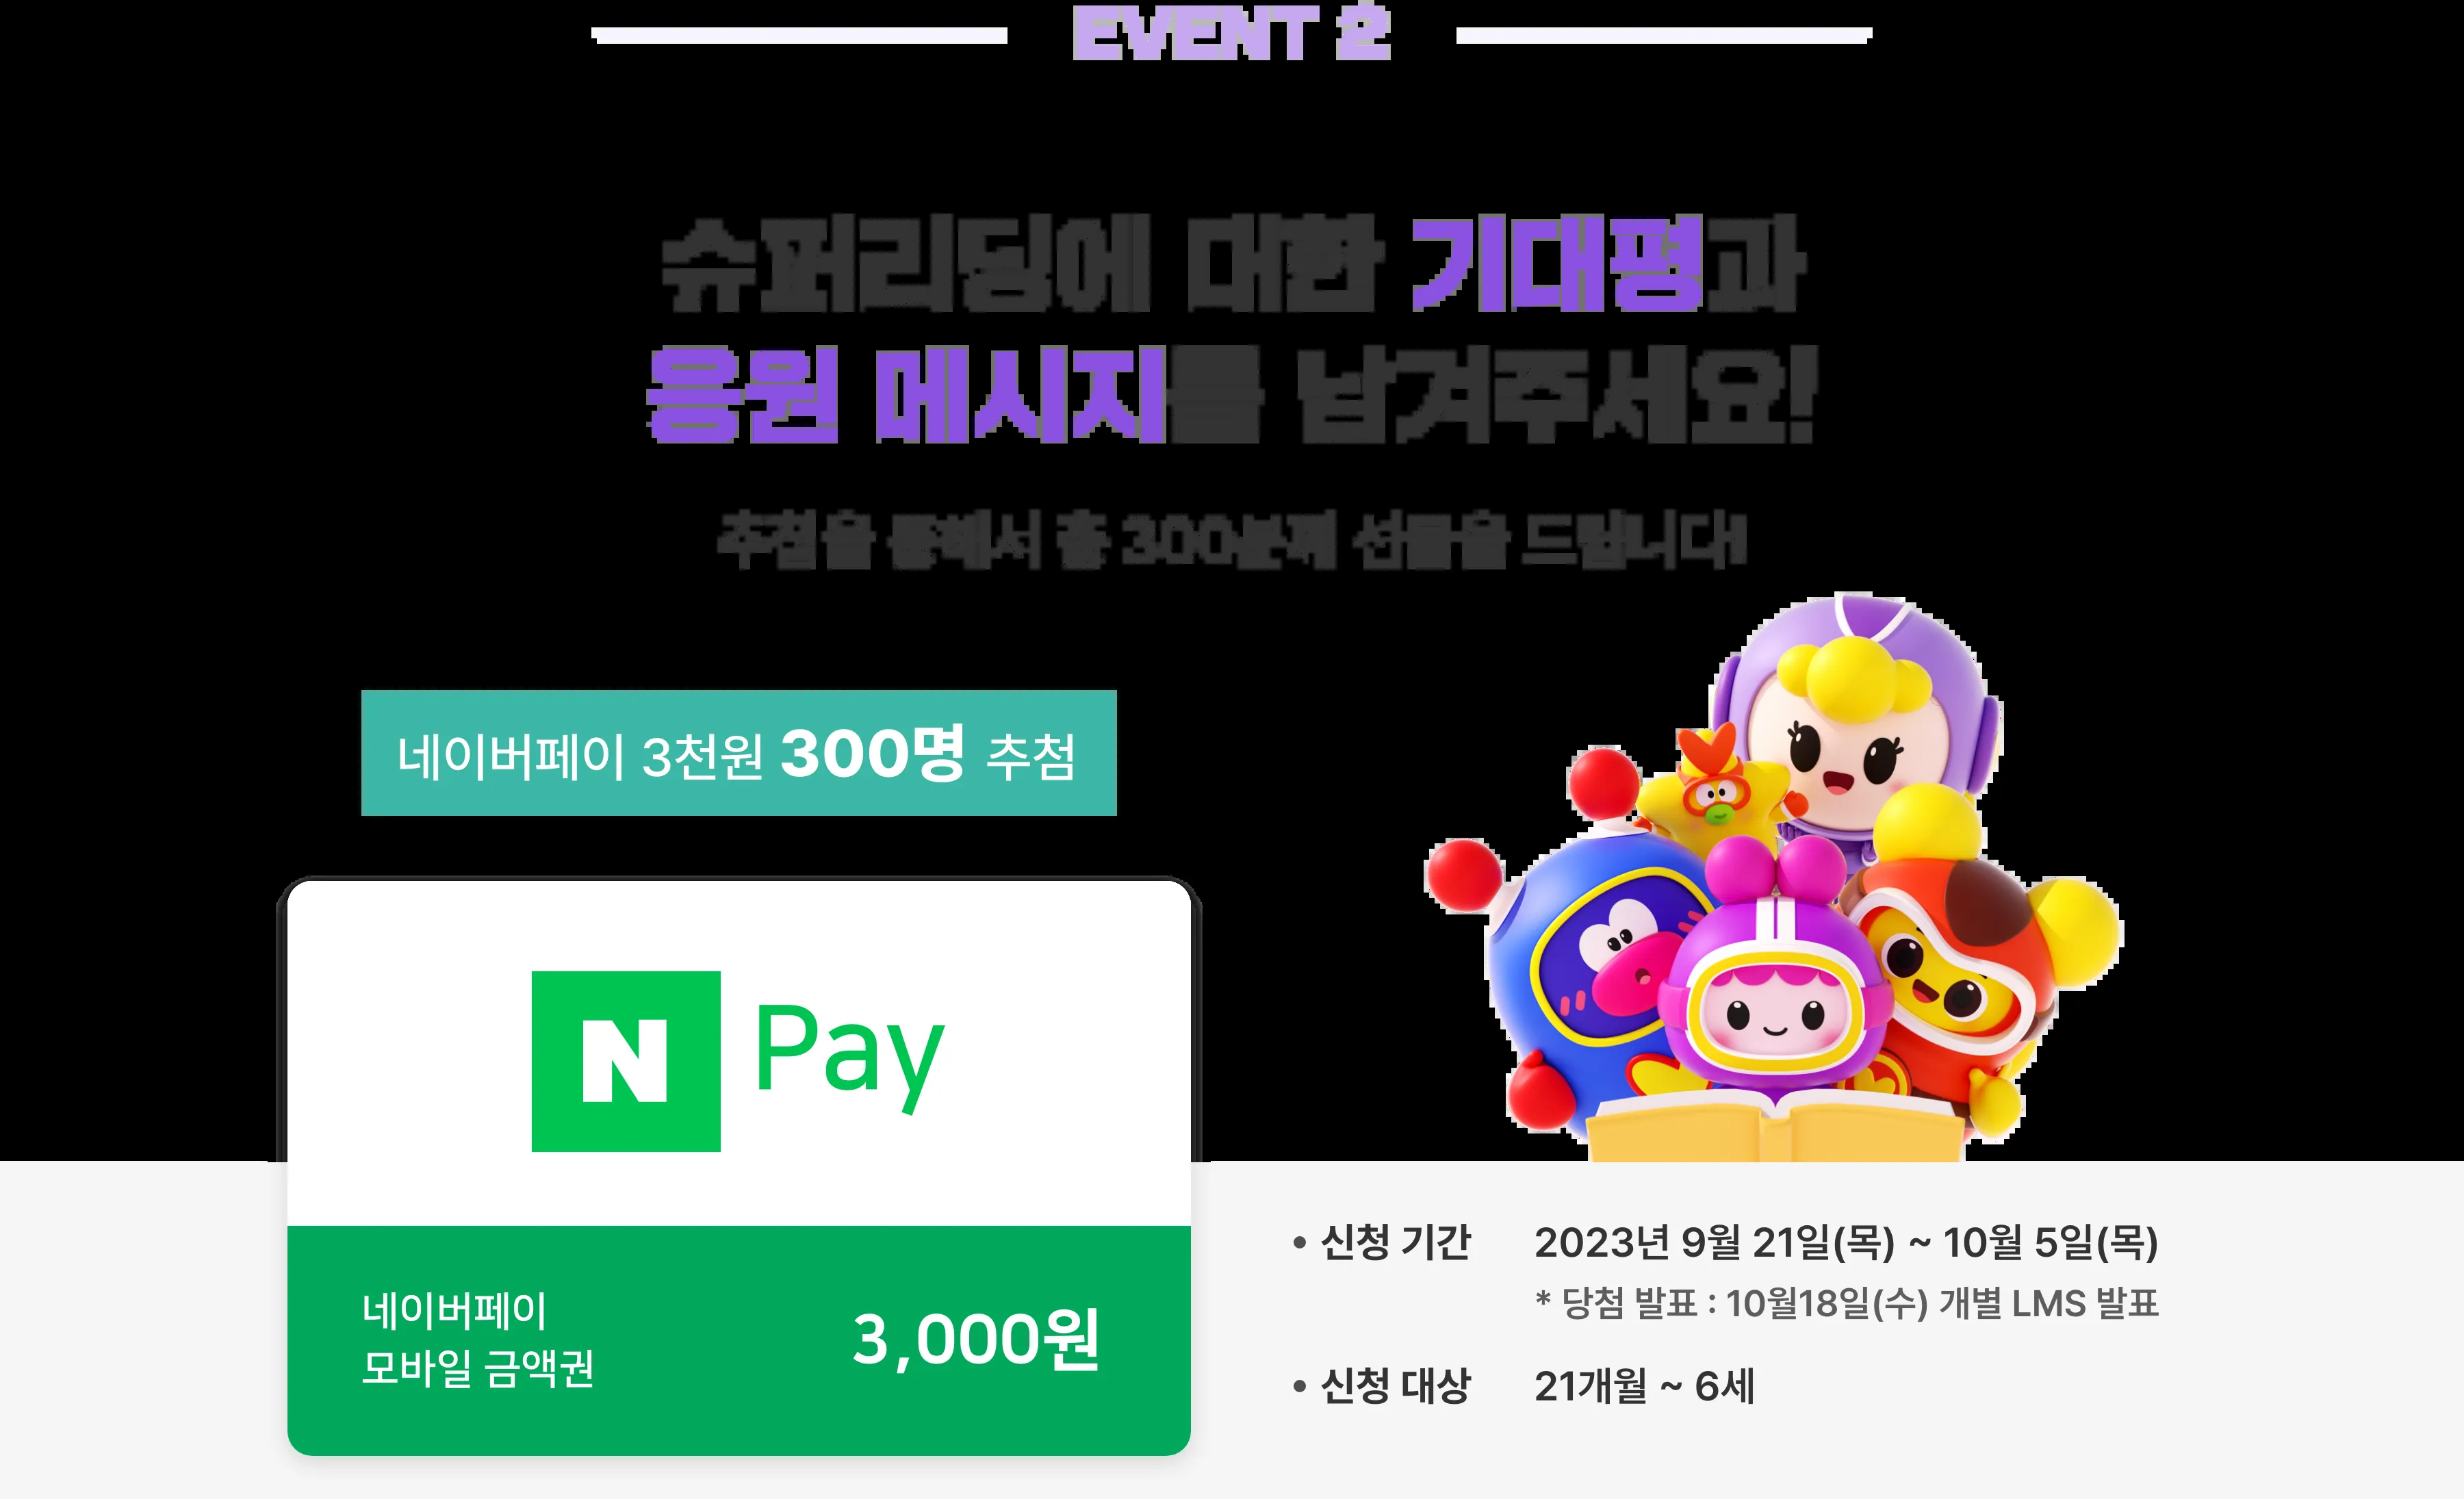 EVENT 2
슈퍼리딩에 대한 기대평과
응원 메시지를 남겨주세요!
추첨을 통해서 총 300분께 선물을 드립니다!
네이버페이 3천원 300명 추첨
N Pay
네이버페이
모바일 금액권
3,000원
• 신청 기간 2023년 9월 21일(목) ~ 10월 5일(목)
* 당첨 발표 : 10월18일(수) 개별 LMS 발표
• 신청 대상 21개월 ~ 6세